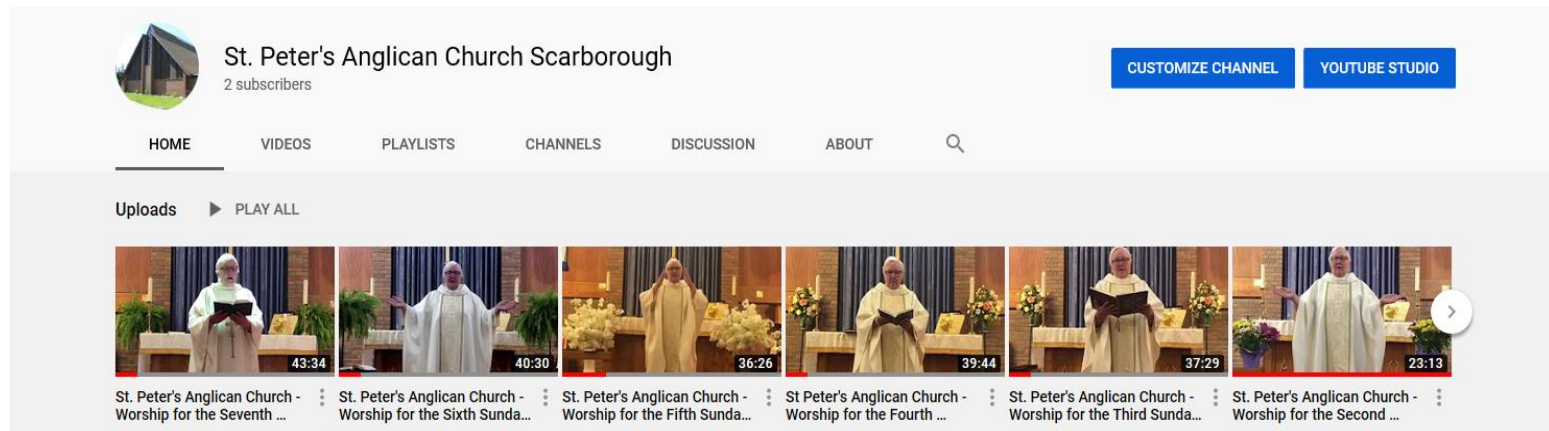 St. Peter's Anglican Church Scarborough
2 subscribers
CUSTOMIZE CHANNEL
YOUTUBE STUDIO
HOME
VIDEOS
PLAYLISTS
CHANNELS
DISCUSSION
ABOUT
Uploads
PLAY ALL
43:34
40:30
36:26
39:44
37:29
23:13
St. Peter's Anglican Church -
Worship for the Seventh ...
St. Peter's Anglican Church -
Worship for the Sixth Sunda...
St. Peter's Anglican Church -
Worship for the Fifth Sunda...
St Peter's Anglican Church -
Worship for the Fourth ...
St. Peter's Anglican Church -
Worship for the Third Sunda...
St. Peter's Anglican Church -
Worship for the Second ...